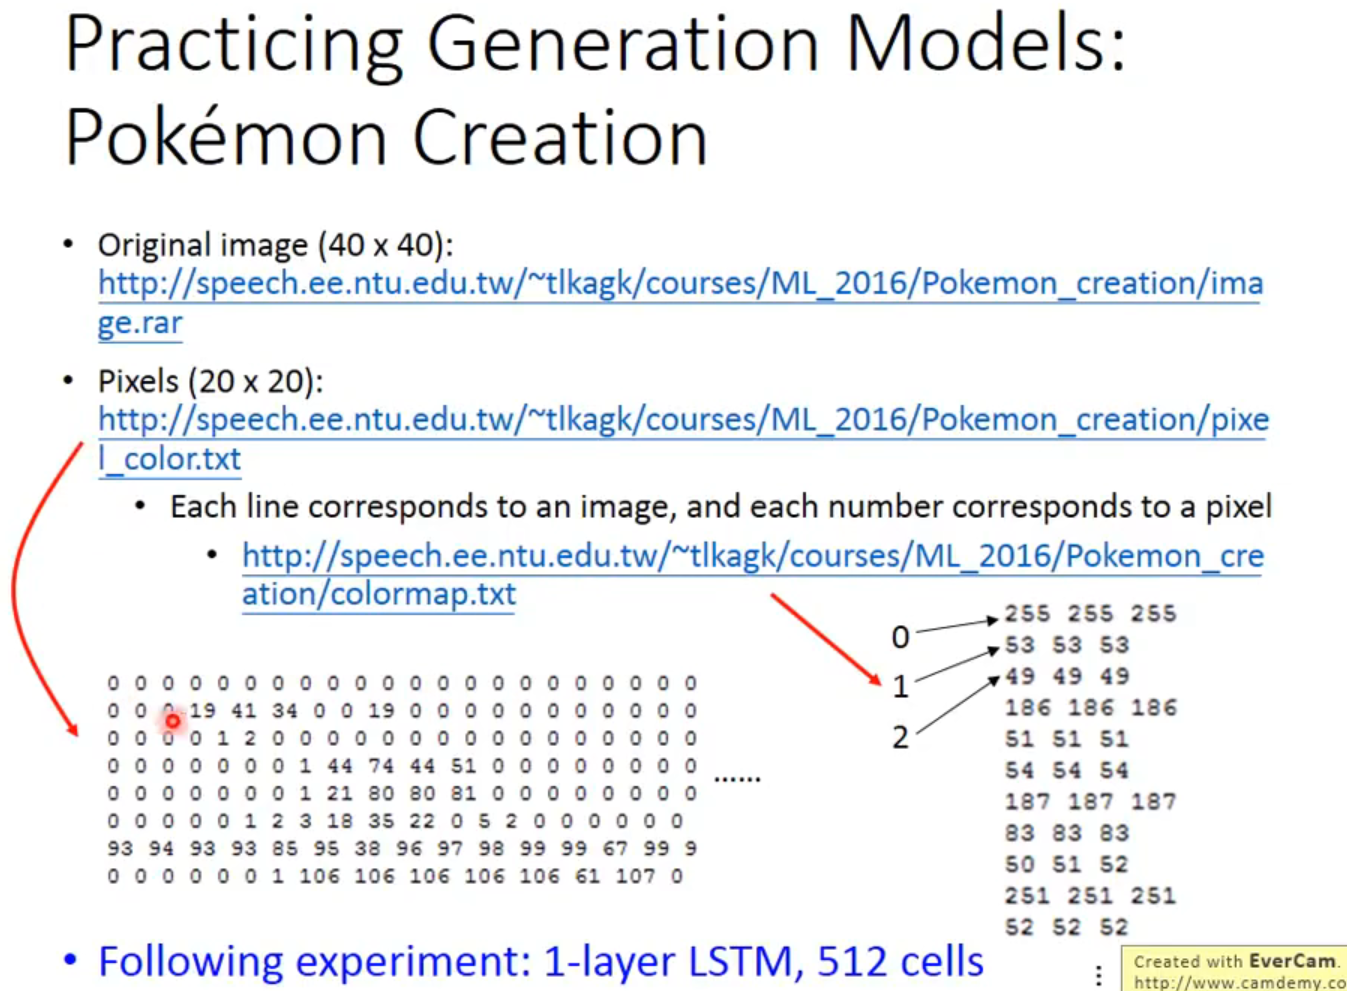 Practicing Generation Models:
Pokémon Creation
• Original image (40 x 40):
http://speech.ee.ntu.edu.tw/~tlkagk/courses/ML_2016/Pokemon_creation/ima
ge.rar
• Pixels (20 x 20):
http://speech.ee.ntu.edu.tw/~tlkagk/courses/ML_2016/Pokemon_creation/pixe
l_color.txt
• Each line corresponds to an image, and each number corresponds to a pixel
• http://speech.ee.ntu.edu.tw/~tlkagk/courses/ML_2016/Pokemon_cre
ation/colormap.txt
0 0 0 0 0 0 0 0 0 0 0 0 0 0 0 0 0 0 0 0 0 0
0 0 0 19 41 34 0 0 19 0 0 0 0 0 0 0 0 0 0 0
0 0 0 0 1 2 0 0 0 0 0 0 0 0 0 0 0 0 0 0 0 0
0 0 0 0 0 0 0 1 44 74 44 51 0 0 0 0 0 0 0 0
0 0 0 0 0 0 0 1 21 80 80 81 0 0 0 0 0 0 0 0
0 0 0 0 0 1 2 3 18 35 22 0 5 2 0 0 0 0 0 0
93 94 93 93 85 95 38 96 97 98 99 99 67 99 9
0 0 0 0 0 0 1 106 106 106 106 106 61 107 0
......
0
1
2
255 255 255
53 53 53
49 49 49
186 186 186
51 51 51
54 54 54
187 187 187
83 83 83
50 51 52
251 251 251
52 52 52
⋮
• Following experiment: 1-layer LSTM, 512 cells
Created with EverCam.
http://www.camdemy.co